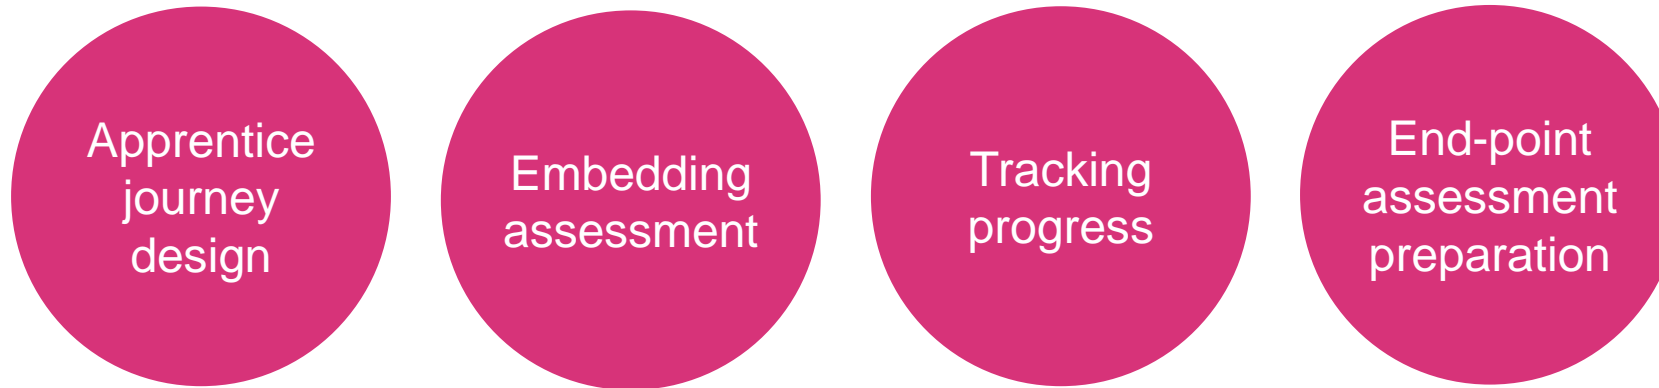 Apprentice
journey
design
Embedding
assessment
Tracking
progress
End-point
assessment
preparation